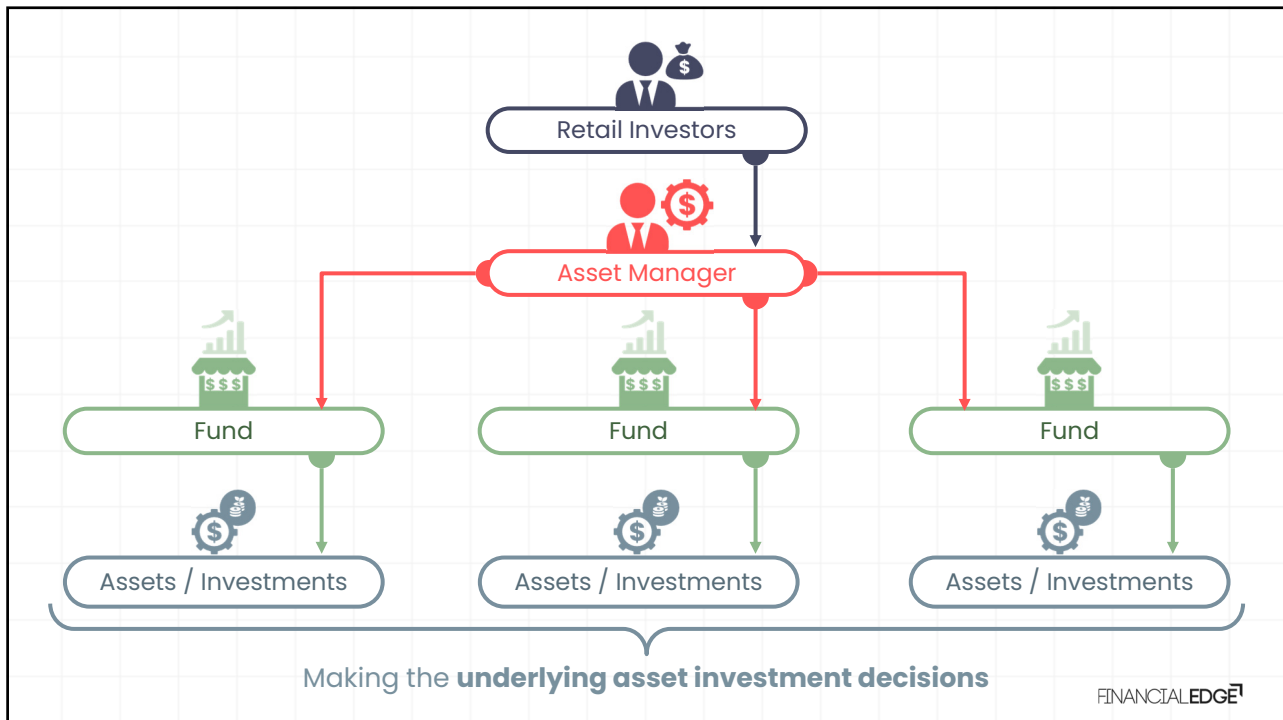 $
Retail Investors
$
Asset Manager
$ $ $
$ $ $
$ $ $
Fund
Fund
Fund
$
$
$
Assets / Investments
Assets / Investments
Assets / Investments
Making the underlying asset investment decisions
FINANCIALEDGE